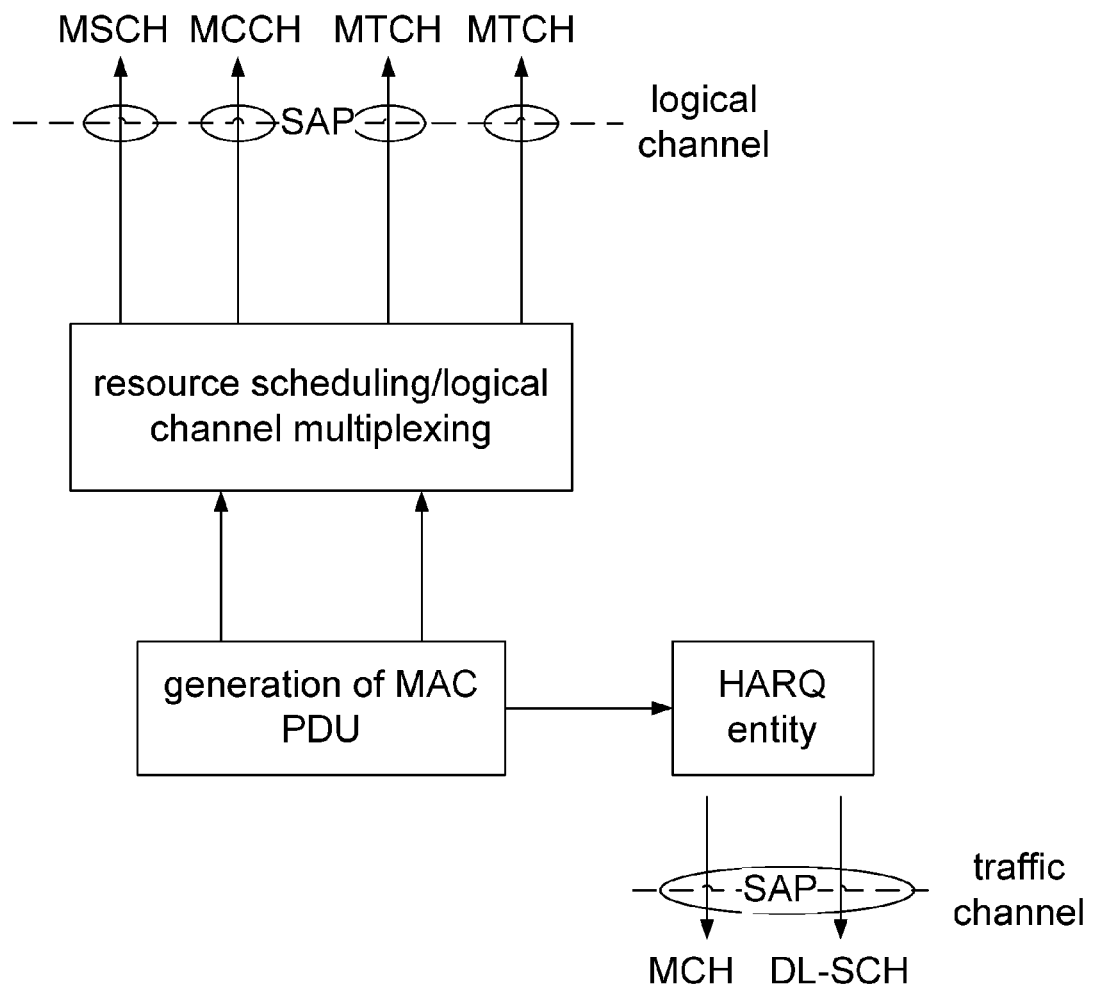 MSCH MCCH MTCH MTCH
SAP
logical
channel
resource scheduling/logical
channel multiplexing
generation of MAC
PDU
HARQ
entity
SAP
traffic
channel
MCH DL-SCH